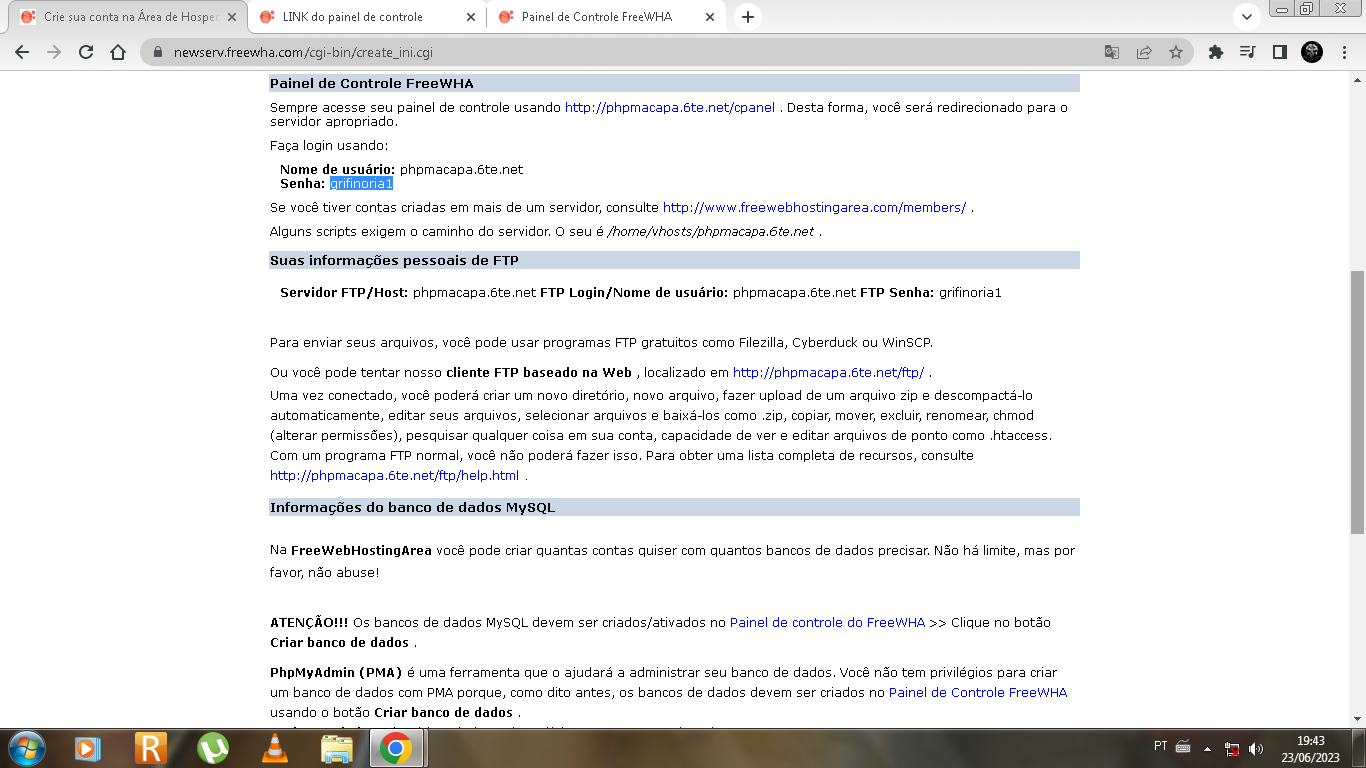 Crie sua conta na Área de Hosped
LINK do painel de controle
Painel de Controle FreeWHA
newserv.freewha.com/cgi-bin/create_ini.cgi
Painel de Controle FreeWHA
Sempre acesse seu painel de controle usando http://phpmacapa.6te.net/cpanel . Desta forma, você será redirecionado para o
servidor apropriado.
Faça login usando:
Nome de usuário: phpmacapa.6te.net
Senha: grifinoria1
Se você tiver contas criadas em mais de um servidor, consulte http://www.freewebhostingarea.com/members/ .
Alguns scripts exigem o caminho do servidor. O seu é /home/vhosts/phpmacapa.6te.net .
Suas informações pessoais de FTP
Servidor FTP/Host: phpmacapa.6te.net FTP Login/Nome de usuário: phpmacapa.6te.net FTP Senha: grifinoria1
Para enviar seus arquivos, você pode usar programas FTP gratuitos como Filezilla, Cyberduck ou WinSCP.
Ou você pode tentar nosso cliente FTP baseado na Web , localizado em http://phpmacapa.6te.net/ftp/ .
Uma vez conectado, você poderá criar um novo diretório, novo arquivo, fazer upload de um arquivo zip e descompactá-lo
automaticamente, editar seus arquivos, selecionar arquivos e baixá-los como .zip, copiar, mover, excluir, renomear, chmod
(alterar permissões), pesquisar qualquer coisa em sua conta, capacidade de ver e editar arquivos de ponto como .htaccess.
Com um programa FTP normal, você não poderá fazer isso. Para obter uma lista completa de recursos, consulte
http://phpmacapa.6te.net/ftp/help.html .
Informações do banco de dados MySQL
Na FreeWebHostingArea você pode criar quantas contas quiser com quantos bancos de dados precisar. Não há limite, mas por
favor, não abuse!
ATENÇÃO!!! Os bancos de dados MySQL devem ser criados/ativados no Painel de controle do FreeWHA >> Clique no botão
Criar banco de dados .
PhpMyAdmin (PMA) é uma ferramenta que o ajudará a administrar seu banco de dados. Você não tem privilégios para criar
um banco de dados com PMA porque, como dito antes, os bancos de dados devem ser criados no Painel de Controle FreeWHA
usando o botão Criar banco de dados .
PT
19:43
23/06/2023